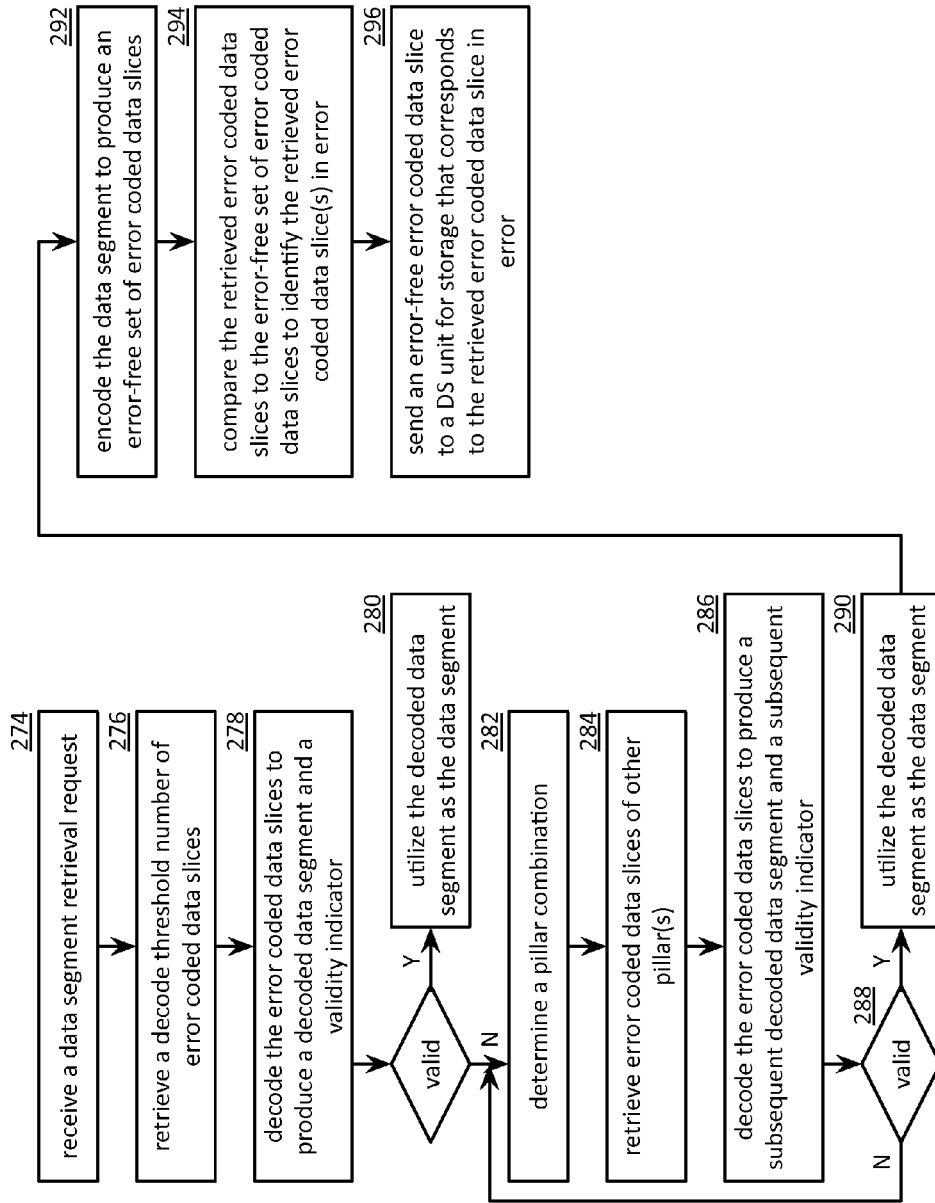 274
receive a data segment retrieval request
276
retrieve a decode threshold number of
error coded data slices
278
decode the error coded data slices to
produce a decoded data segment and a
validity indicator
valid
Y
N
280
utilize the decoded data
segment as the data segment
282
determine a pillar combination
284
retrieve error coded data slices of other
pillar(s)
286
decode the error coded data slices to produce a
subsequent decoded data segment and a subsequent
validity indicator
288
valid
N
Y
290
utilize the decoded data
segment as the data segment
292
encode the data segment to produce an
error-free set of error coded data slices
294
compare the retrieved error coded data
slices to the error-free set of error coded
data slices to identify the retrieved error
coded data slice(s) in error
296
send an error-free error coded data slice
to a DS unit for storage that corresponds
to the retrieved error coded data slice in
error